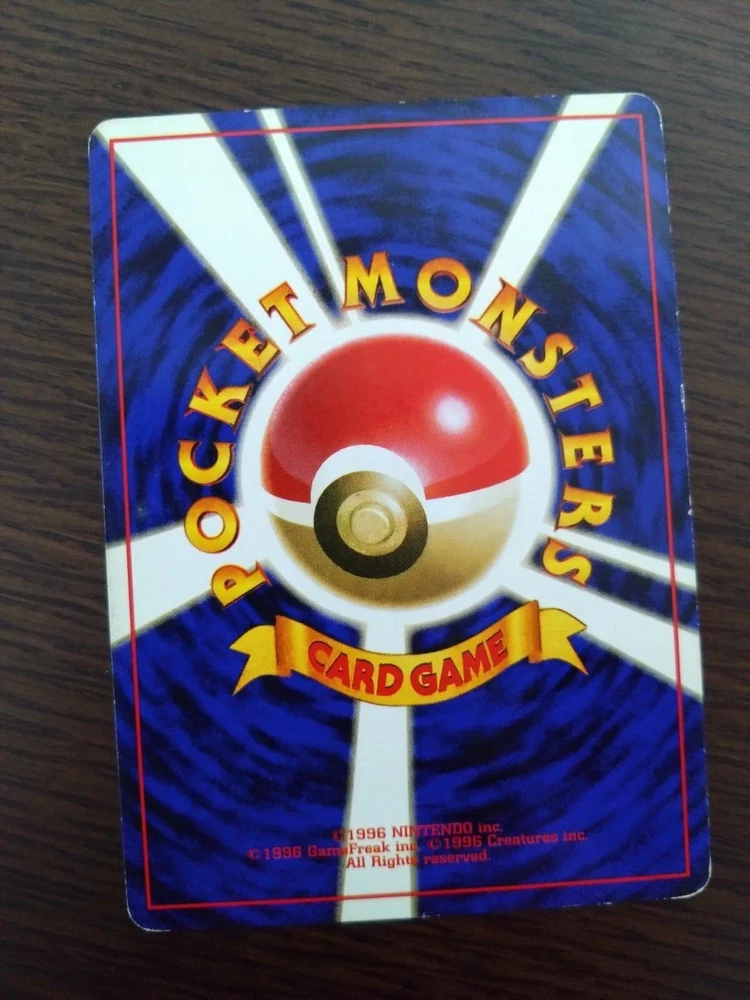 POCKET MONSTERS
CARD GAME
©1996 NINTENDO inc.
©1996 GameFreak inc. ©1996 Creatures inc.
All Rights reserved.